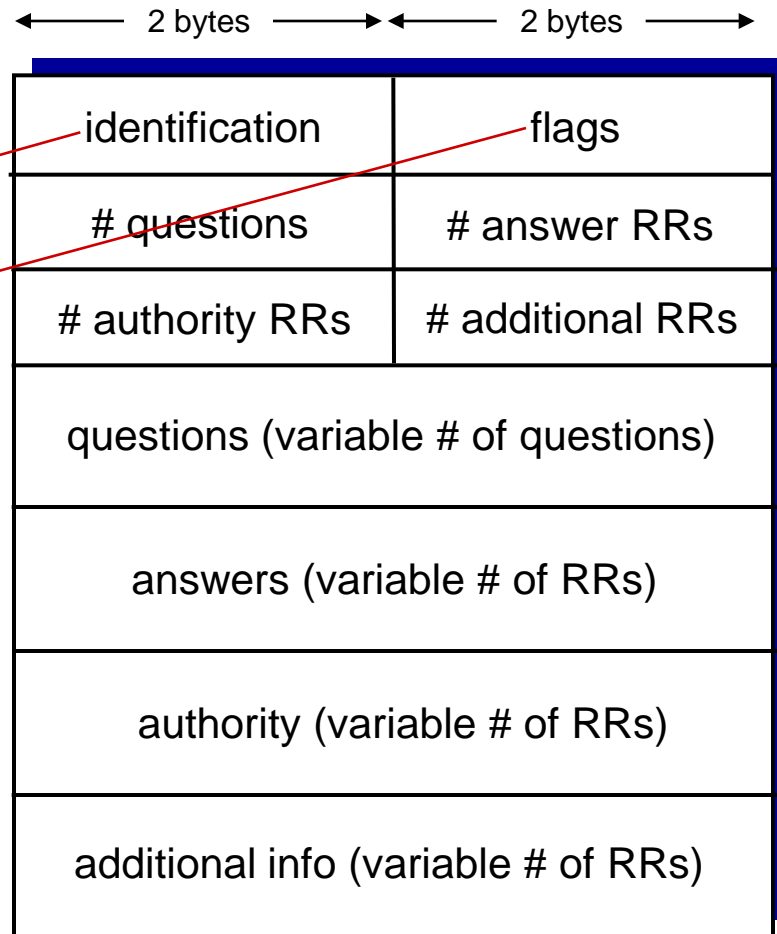 2 bytes 2 bytes
identification flags
# questions # answer RRs
# authority RRs # additional RRs
questions (variable # of questions)
answers (variable # of RRs)
authority (variable # of RRs)
additional info (variable # of RRs)